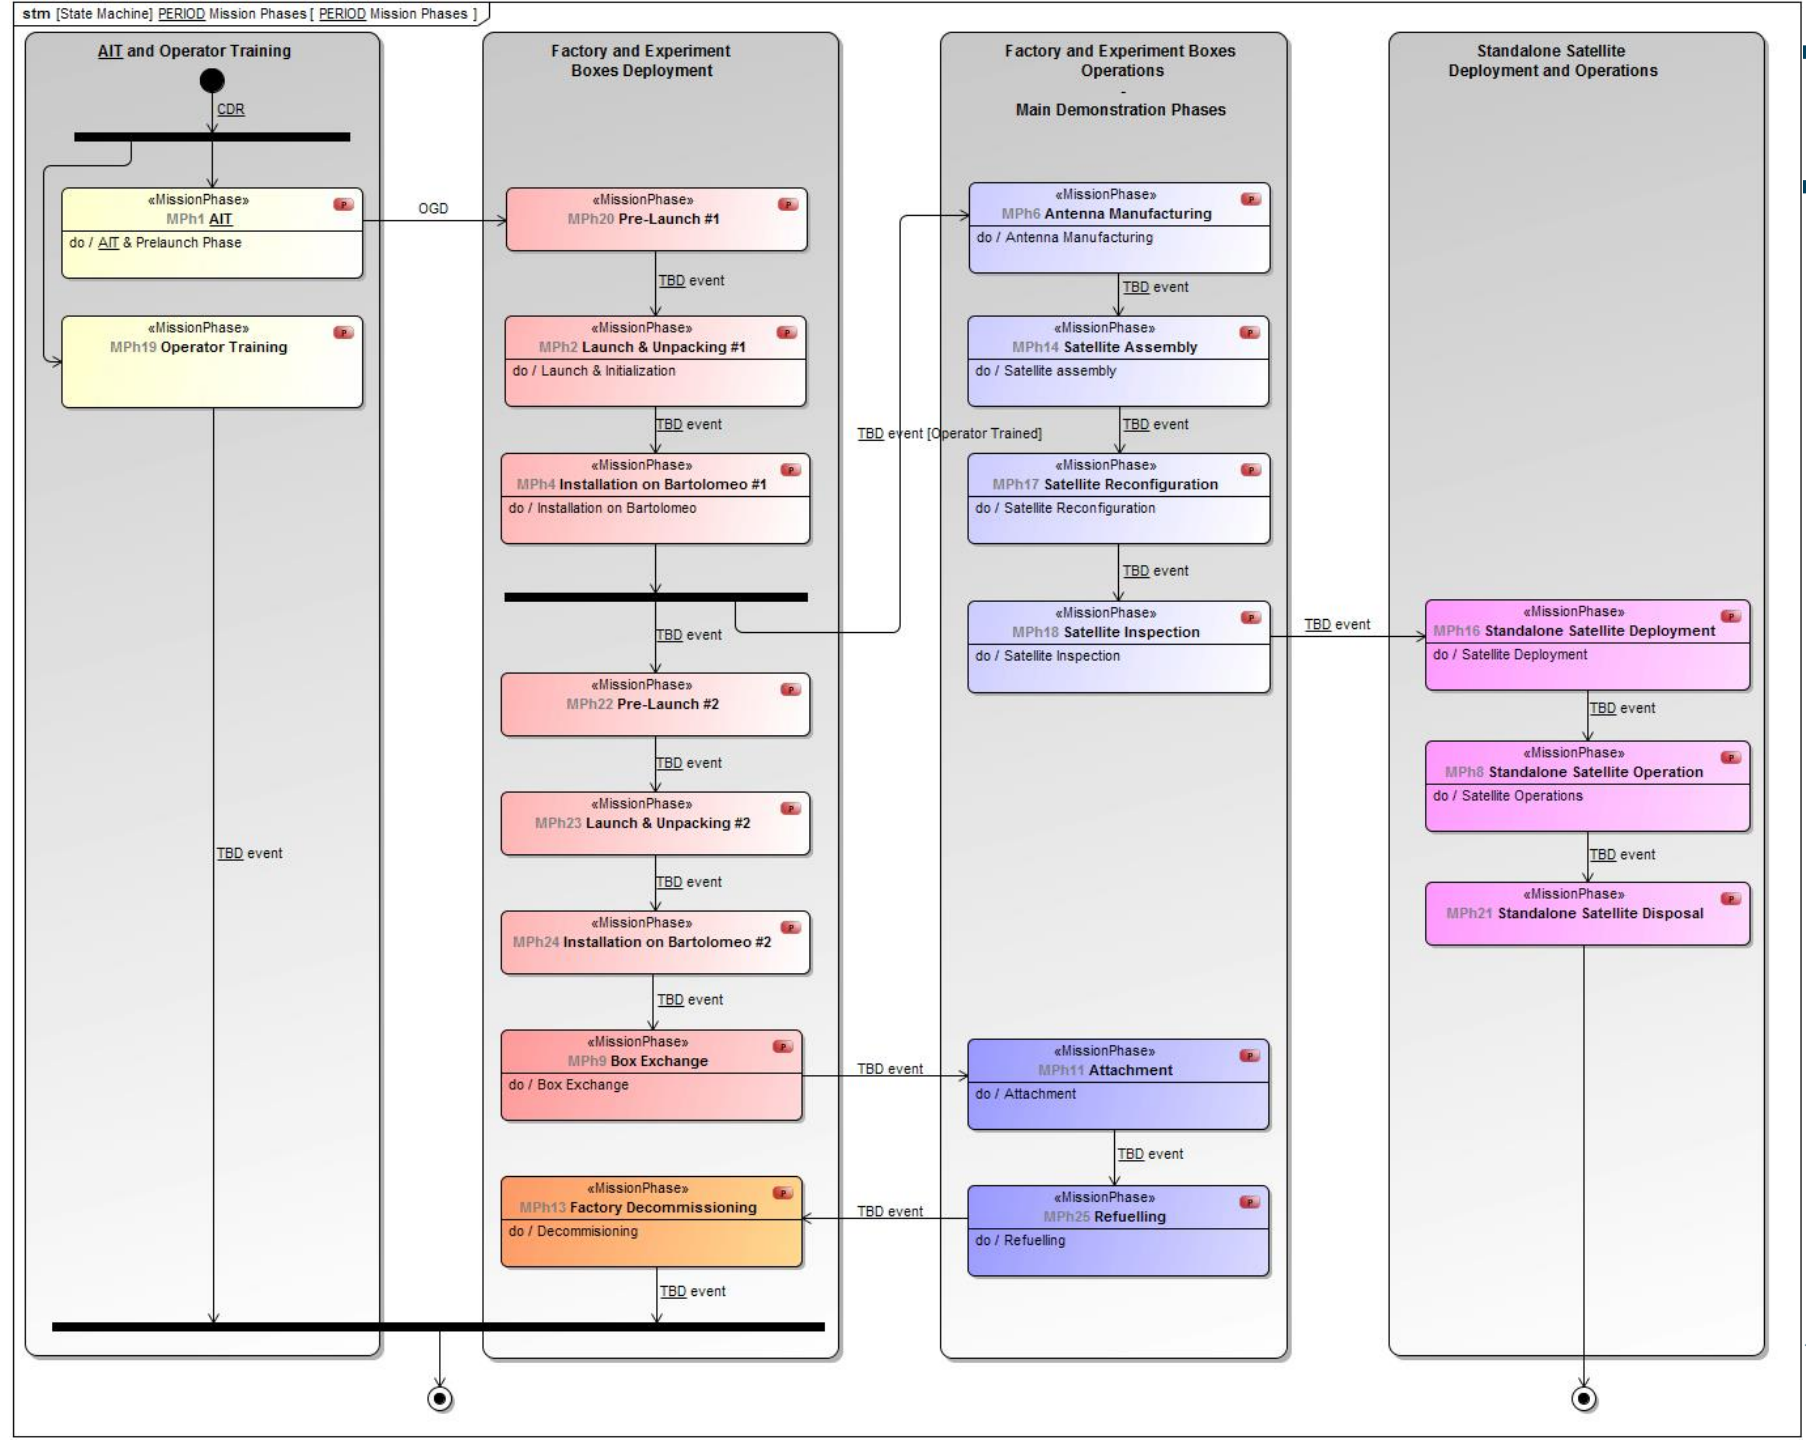 stm [State Machine] PERIOD Mission Phases [ PERIOD Mission Phases ]
AIT and Operator Training
CDR
«MissionPhase»
MPh1 AIT
do / AIT & Prelaunch Phase
P
OGD
«MissionPhase»
MPh19 Operator Training
P
TBD event
Factory and Experiment
Boxes Deployment
«MissionPhase»
MPh20 Pre-Launch #1
P
TBD event
«MissionPhase»
MPh2 Launch & Unpacking #1
do / Launch & Initialization
P
TBD event
«MissionPhase»
MPh4 Installation on Bartolomeo #1
do / Installation on Bartolomeo
P
TBD event
TBD event [Operator Trained]
«MissionPhase»
MPh22 Pre-Launch #2
P
TBD event
«MissionPhase»
MPh23 Launch & Unpacking #2
P
TBD event
«MissionPhase»
MPh24 Installation on Bartolomeo #2
P
TBD event
«MissionPhase»
MPh9 Box Exchange
do / Box Exchange
P
TBD event
«MissionPhase»
MPh13 Factory Decommissioning
do / Decommisioning
P
TBD event
TBD event
Factory and Experiment Boxes
Operations
-
Main Demonstration Phases
«MissionPhase»
MPh6 Antenna Manufacturing
do / Antenna Manufacturing
P
TBD event
«MissionPhase»
MPh14 Satellite Assembly
do / Satellite assembly
P
TBD event
«MissionPhase»
MPh17 Satellite Reconfiguration
do / Satellite Reconfiguration
P
TBD event
«MissionPhase»
MPh18 Satellite Inspection
do / Satellite Inspection
P
TBD event
«MissionPhase»
MPh11 Attachment
do / Attachment
P
TBD event
«MissionPhase»
MPh25 Refuelling
do / Refuelling
P
Standalone Satellite
Deployment and Operations
«MissionPhase»
MPh16 Standalone Satellite Deployment
do / Satellite Deployment
P
TBD event
«MissionPhase»
MPh8 Standalone Satellite Operation
do / Satellite Operations
P
TBD event
«MissionPhase»
MPh21 Standalone Satellite Disposal
P